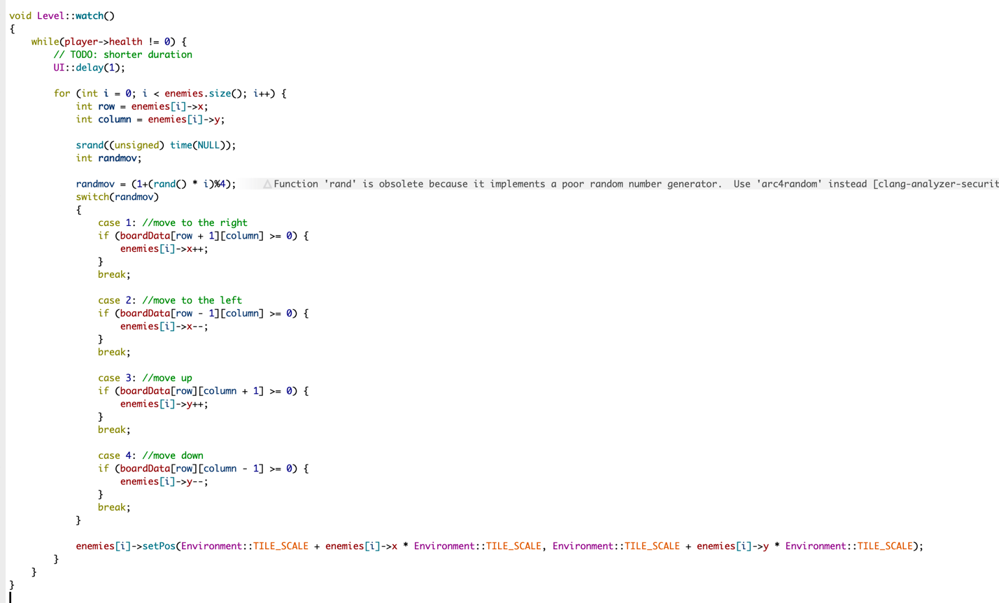 void Level::watch()
{
    while(player->health != 0) {
        // TODO: shorter duration
        UI::delay(1);

        for (int i = 0; i < enemies.size(); i++) {
            int row = enemies[i]->x;
            int column = enemies[i]->y;

            srand((unsigned) time(NULL));
            int randmov;

            randmov = (1+(rand() * i)%4);     △Function 'rand' is obsolete because it implements a poor random number generator.  Use 'arc4random' instead [clang-analyzer-securit
            switch(randmov)
            {
                case 1: //move to the right
                if (boardData[row + 1][column] >= 0) {
                    enemies[i]->x++;
                }
                break;

                case 2: //move to the left
                if (boardData[row - 1][column] >= 0) {
                    enemies[i]->x--;
                }
                break;

                case 3: //move up
                if (boardData[row][column + 1] >= 0) {
                    enemies[i]->y++;
                }
                break;

                case 4: //move down
                if (boardData[row][column - 1] >= 0) {
                    enemies[i]->y--;
                }
                break;
            }

            enemies[i]->setPos(Environment::TILE_SCALE + enemies[i]->x * Environment::TILE_SCALE, Environment::TILE_SCALE + enemies[i]->y * Environment::TILE_SCALE);
        }
    }
}